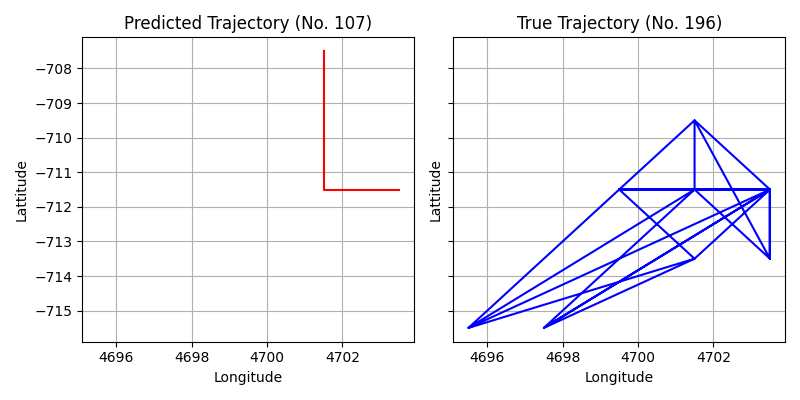 Predicted Trajectory (No. 107)
True Trajectory (No. 196)
Lattitude
−708
−709
−710
−711
−712
−713
−714
−715
4696
4698
4700
4702
Longitude
Lattitude
4696
4698
4700
4702
Longitude